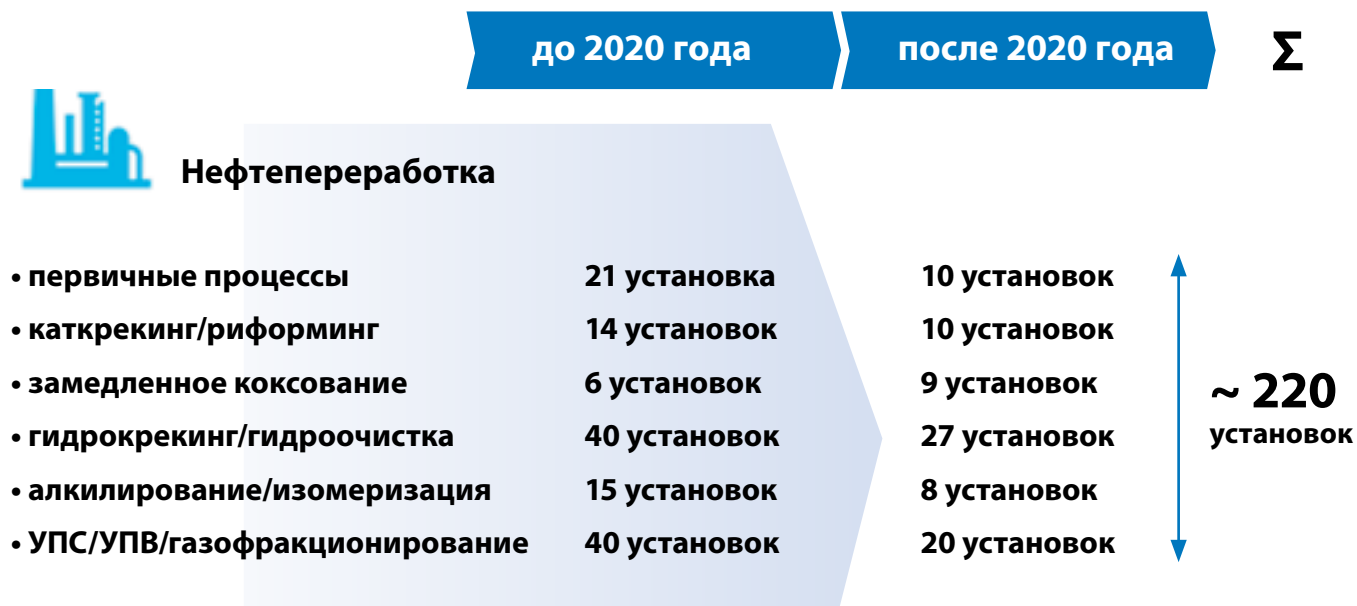 до 2020 года после 2020 года Σ
Нефтепереработка
• первичные процессы 21 установка 10 установок
• каткрекинг/риформинг 14 установок 10 установок
• замедленное коксование 6 установок 9 установок
~ 220
• гидрокрекинг/гидроочистка 40 установок 27 установок установок
• алкилирование/изомеризация 15 установок 8 установок
• УПС/УПВ/газофракционирование 40 установок 20 установок